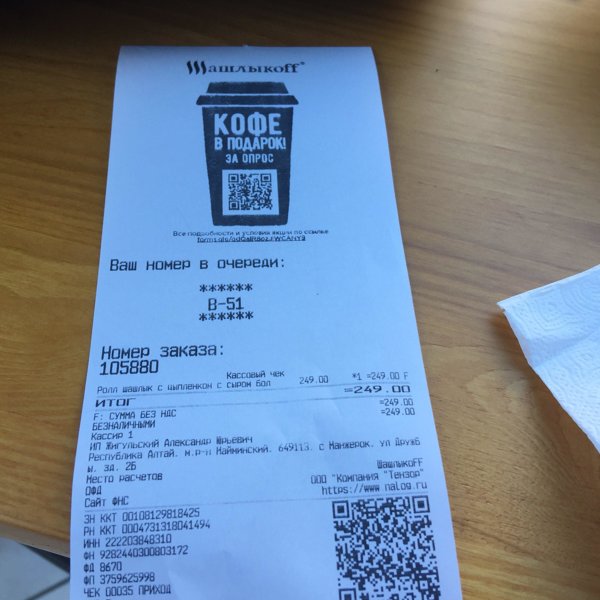 Шашлыкоff®
КОФЕ
В ПОДАРОК!
ЗА ОПРОС
Все подробности и условия акции по ссылке
Ваш номер в очереди:
******
В-51
******
Номер заказа:
105880
Кассовый чек
Ролл шашлык с цыпленком с сыром бол 249.00 *1 =249.00 F
ИТОГ =249.00
F: СУММА БЕЗ НДС =249.00
БЕЗНАЛИЧНЫМИ =249.00
Кассир 1
ИП Жигульский Александр Юрьевич
Республика Алтай, м.р-н Майминский, 649113, с Манжерок, ул Дружб
ы, зд. 2Б
Место расчетов ШашлыкоFF
ОФД ООО "Компания "Тензор"
Сайт ФНС https://www.nalog.ru
ЗН ККТ 00108129818425
РН ККТ 0004731318041494
ИНН 222203848310
ФН 9282440300803172
ФД 8670
ФП 3759625998
ЧЕК 00035 ПРИХОД